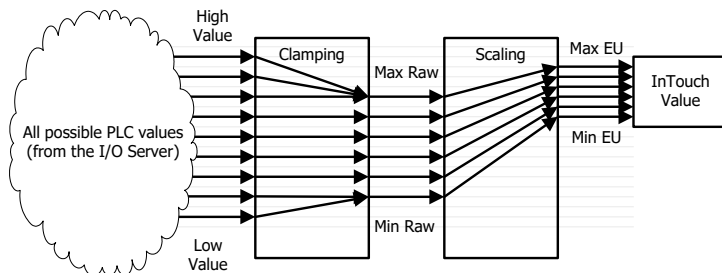 High
Value
Clamping
Scaling
Max EU
Max Raw
InTouch
Value
All possible PLC values
(from the I/O Server)
Min EU
Min Raw
Low
Value